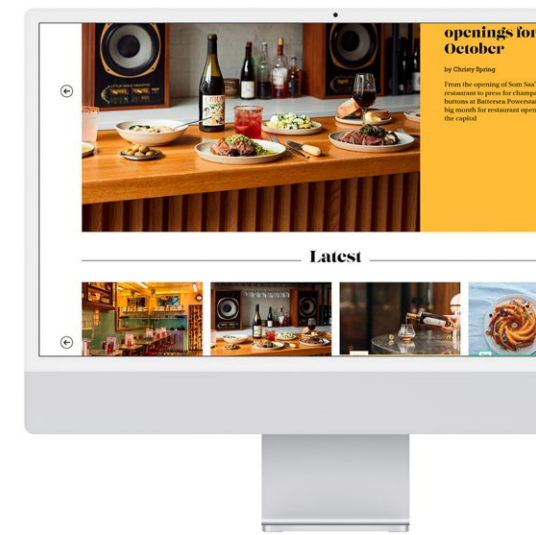 openings for
October
by Christy Spring
From the opening of Som Saa's
restaurant to press for champa
buttons at Battersea Powersta
big month for restaurant open
the capital
Latest